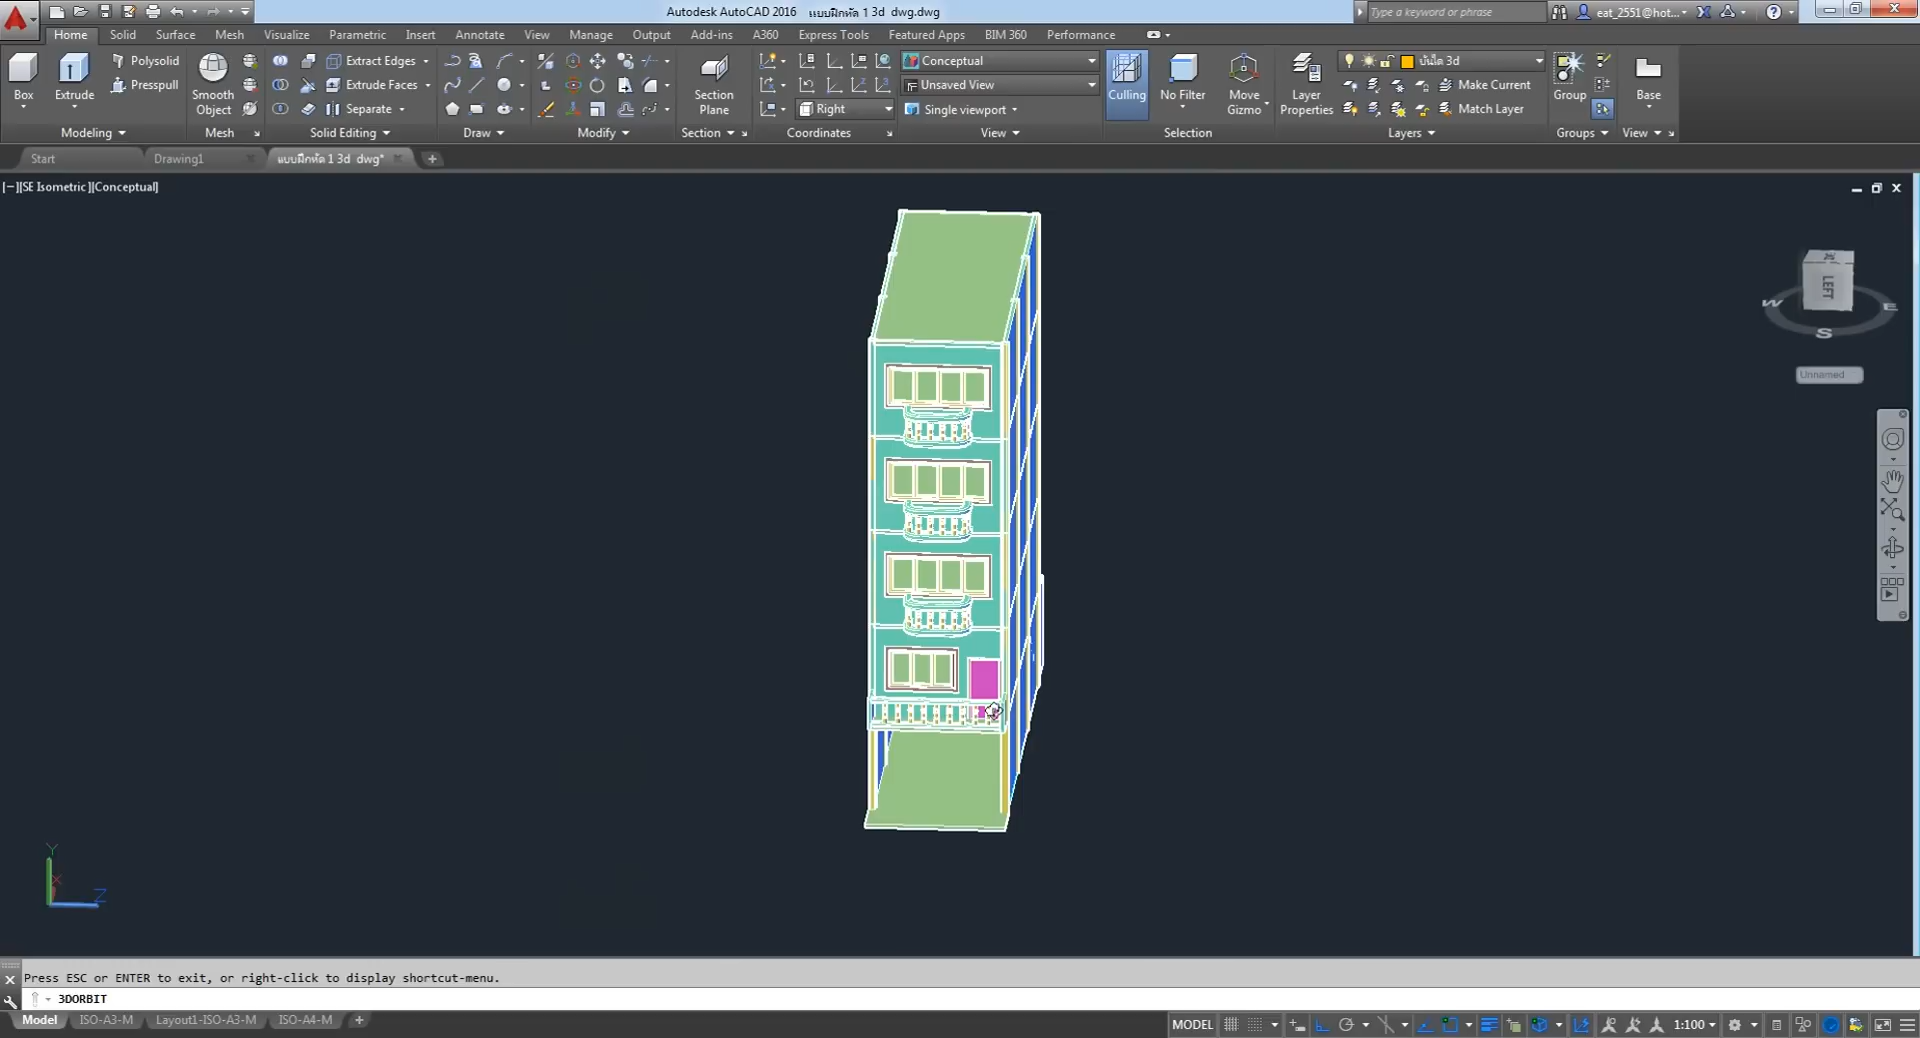 Autodesk AutoCAD 2016 แบบฝึกหัด 1 3d dwg.dwg
Type a keyword or phrase
eat_2551@hot...
Home Solid Surface Mesh Visualize Parametric Insert Annotate View Manage Output Add-ins A360 Express Tools Featured Apps BIM 360 Performance
Polysolid Extract Edges Conceptual บันได 3d
Presspull Extrude Faces Unsaved View Make Current
Box Extrude Smooth Object Section Plane Culling No Filter Move Gizmo Layer Properties Group Base
Separate Right Single viewport Match Layer
Modeling Mesh Solid Editing Draw Modify Section Coordinates View Selection Layers Groups View
Start Drawing1 แบบฝึกหัด 1 3d dwg*
[−][SE Isometric][Conceptual]
LEFT
W E
S
Unnamed
Y
X
Z
Press ESC or ENTER to exit, or right-click to display shortcut-menu.
3DORBIT
Model ISO-A3-M Layout1-ISO-A3-M ISO-A4-M
MODEL 1:100